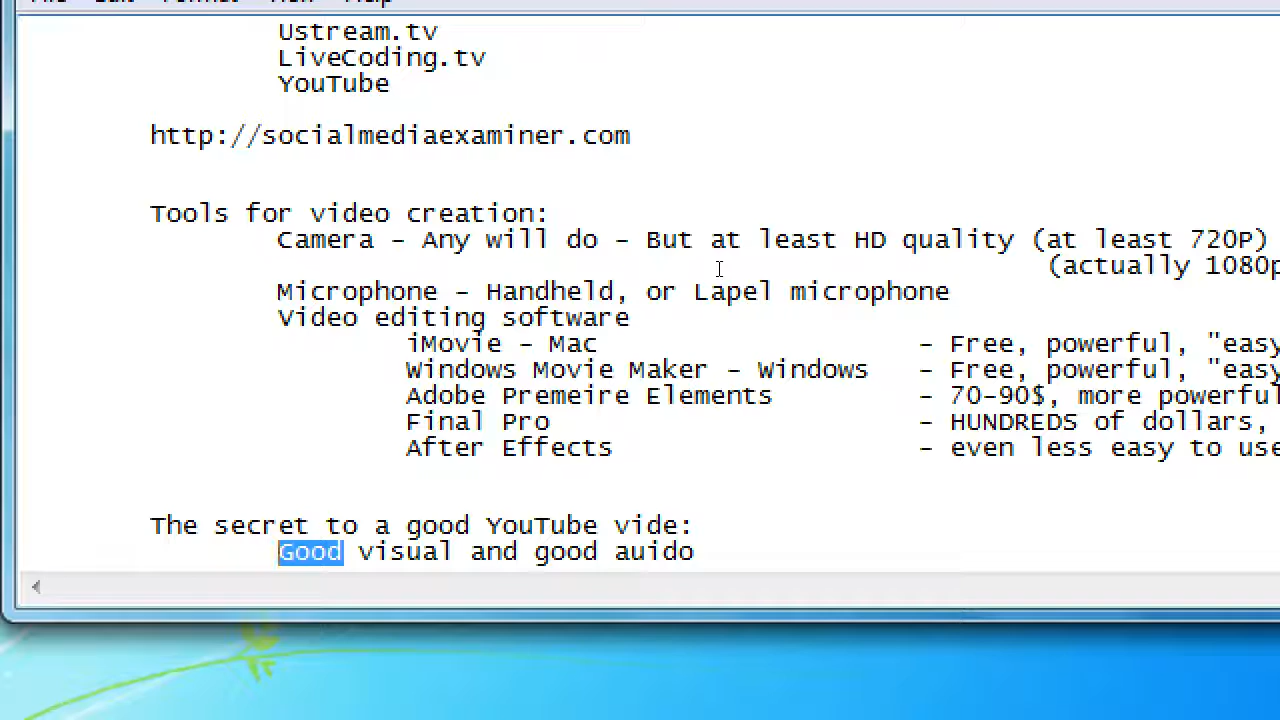 Ustream.tv
LiveCoding.tv
YouTube
http://socialmediaexaminer.com
Tools for video creation:
Camera - Any will do - But at least HD quality (at least 720P)
(actually 1080p
Microphone - Handheld, or Lapel microphone
Video editing software
iMovie - Mac - Free, powerful, "easy
Windows Movie Maker - Windows - Free, powerful, "easy
Adobe Premeire Elements - 70-90$, more powerful
Final Pro - HUNDREDS of dollars,
After Effects - even less easy to use
The secret to a good YouTube vide:
Good visual and good auido